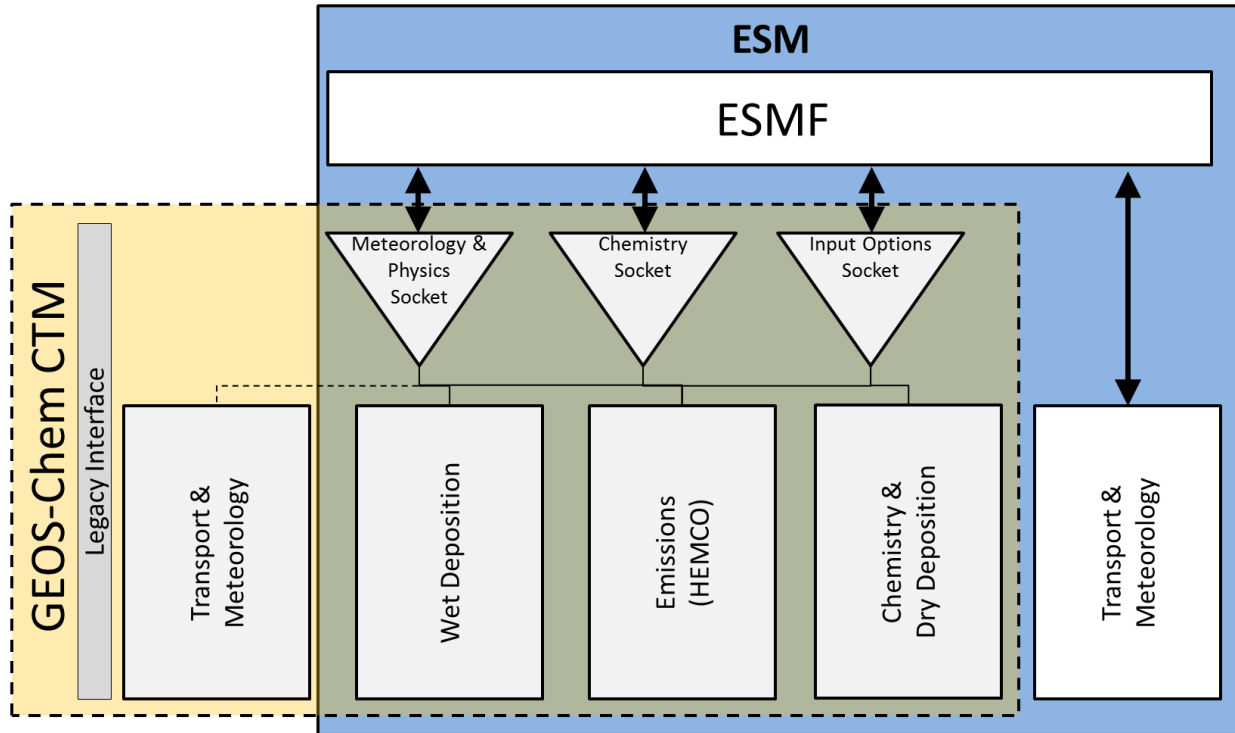 ESM
ESMF
Meteorology &
Physics
Socket
Chemistry
Socket
Input Options
Socket
GEOS-Chem CTM
Legacy Interface
Transport &
Meteorology
Wet Deposition
Emissions
(HEMCO)
Chemistry &
Dry Deposition
Transport &
Meteorology